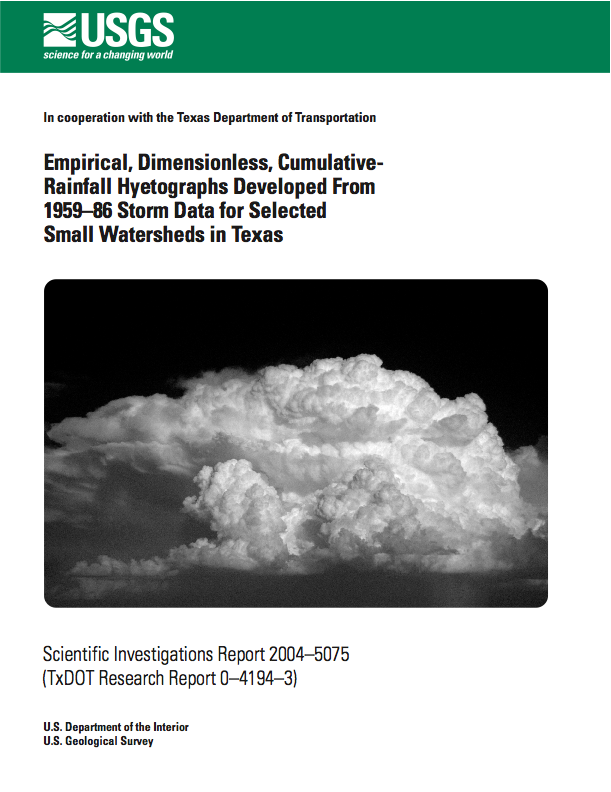 USGS
science for a changing world
In cooperation with the Texas Department of Transportation
Empirical, Dimensionless, Cumulative-
Rainfall Hyetographs Developed From
1959–86 Storm Data for Selected
Small Watersheds in Texas
Scientific Investigations Report 2004–5075
(TxDOT Research Report 0–4194–3)
U.S. Department of the Interior
U.S. Geological Survey